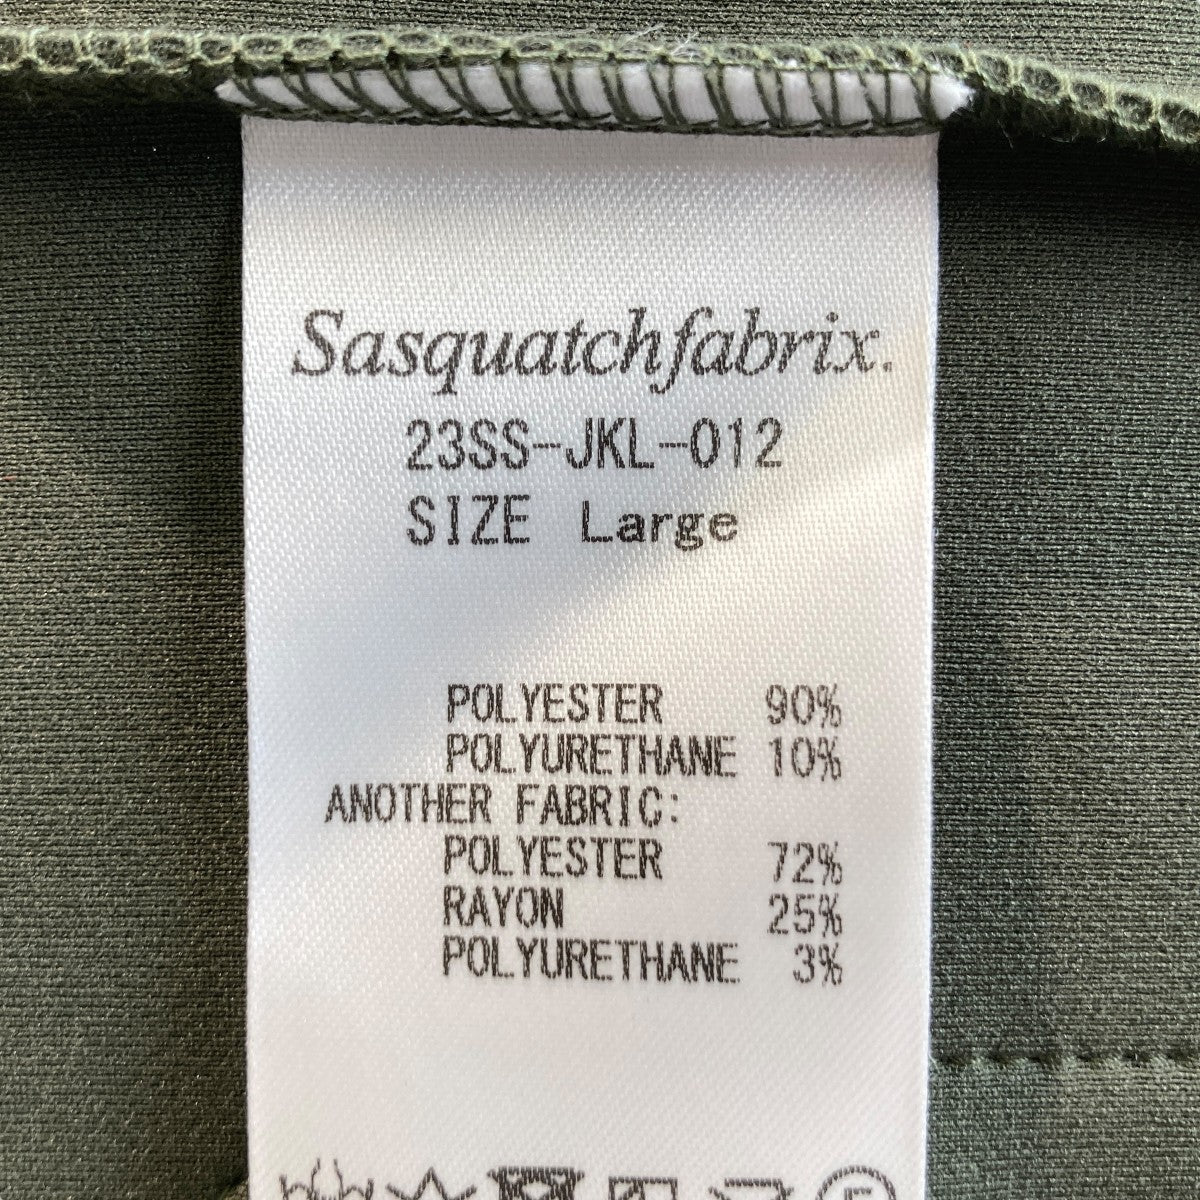 Sasquatchfabrix.
23SS-JKL-012
SIZE Large
POLYESTER 90%
POLYURETHANE 10%
ANOTHER FABRIC:
POLYESTER 72%
RAYON 25%
POLYURETHANE 3%